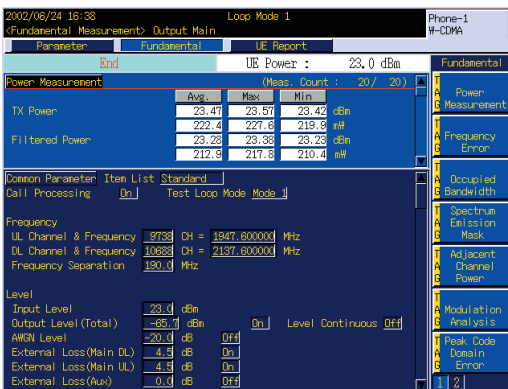 2002/06/24 16:38 Loop Mode 1 Phone-1
<Fundamental Measurement> Output Main W-CDMA
Parameter Fundamental UE Report
End UE Power : 23.0 dBm Fundamental
Power Measurement (Meas. Count : 20/ 20)
Avg. Max Min
TX Power 23.47 23.57 23.42 dBm
222.4 227.6 219.9 mW
Filtered Power 23.28 23.38 23.23 dBm
212.9 217.8 210.4 mW
Common Parameter Item List Standard
Call Processing On Test Loop Mode Mode 1
Frequency
UL Channel & Frequency 9738 CH = 1947.600000 MHz
DL Channel & Frequency 10688 CH = 2137.600000 MHz
Frequency Separation 190.0 MHz
Level
Input Level 23.0 dBm
Output Level(Total) -65.7 dBm On Level Continuous Off
AWGN Level -20.0 dB Off
External Loss(Main DL) 4.5 dB On
External Loss(Main UL) 4.5 dB On
External Loss(Aux) 0.0 dB Off
TAG Power Measurement
TAG Frequency Error
TAG Occupied Bandwidth
TAG Spectrum Emission Mask
TAG Adjacent Channel Power
TAG Modulation Analysis
TAG Peak Code Domain Error
1 2